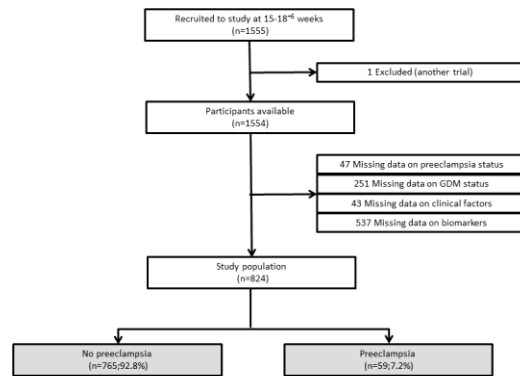 Recruited to study at 15-18⁺⁶ weeks
(n=1555)
1 Excluded (another trial)
Participants available
(n=1554)
47 Missing data on preeclampsia status
251 Missing data on GDM status
43 Missing data on clinical factors
537 Missing data on biomarkers
Study population
(n=824)
No preeclampsia
(n=765;92.8%)
Preeclampsia
(n=59;7.2%)